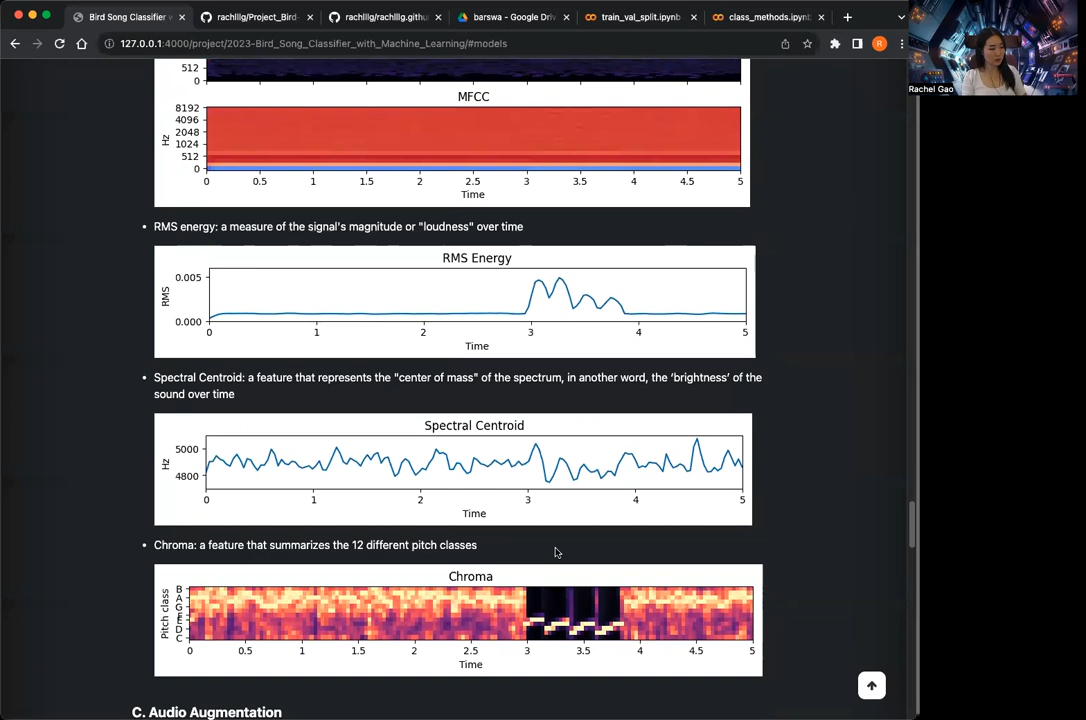 Bird Song Classifier w
rachlllg/Project_Bird-
rachlllg/rachlllg.githu
barswa - Google Driv
train_val_split.ipynb
class_methods.ipynb
127.0.0.1:4000/project/2023-Bird_Song_Classifier_with_Machine_Learning/#models
R
Rachel Gao
512
0
MFCC
8192
4096
2048
1024
512
0
Hz
0 0.5 1 1.5 2 2.5 3 3.5 4 4.5 5
Time
RMS energy: a measure of the signal's magnitude or "loudness" over time
RMS Energy
0.005
0.000
RMS
0 1 2 3 4 5
Time
Spectral Centroid: a feature that represents the "center of mass" of the spectrum, in another word, the ‘brightness’ of the
sound over time
Spectral Centroid
5000
4800
Hz
0 1 2 3 4 5
Time
Chroma: a feature that summarizes the 12 different pitch classes
Chroma
B
A
G
F
E
D
C
Pitch class
0 0.5 1 1.5 2 2.5 3 3.5 4 4.5 5
Time
C. Audio Augmentation